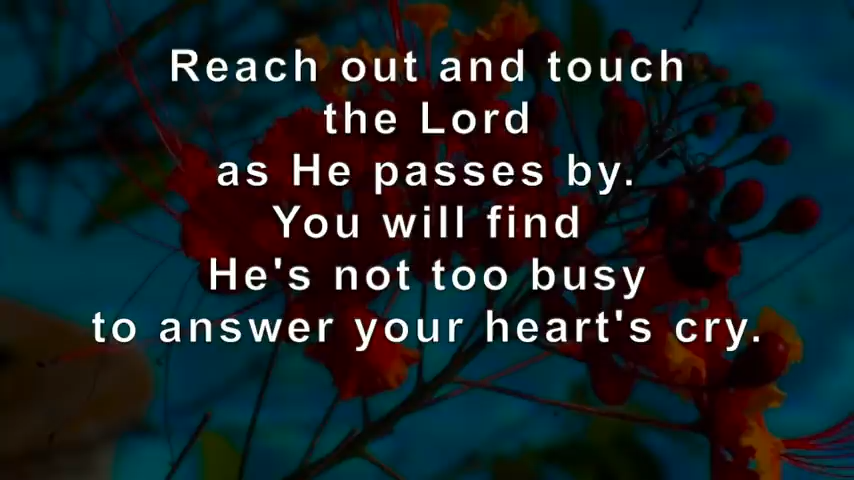 Reach out and touch
the Lord
as He passes by.
You will find
He's not too busy
to answer your heart's cry.